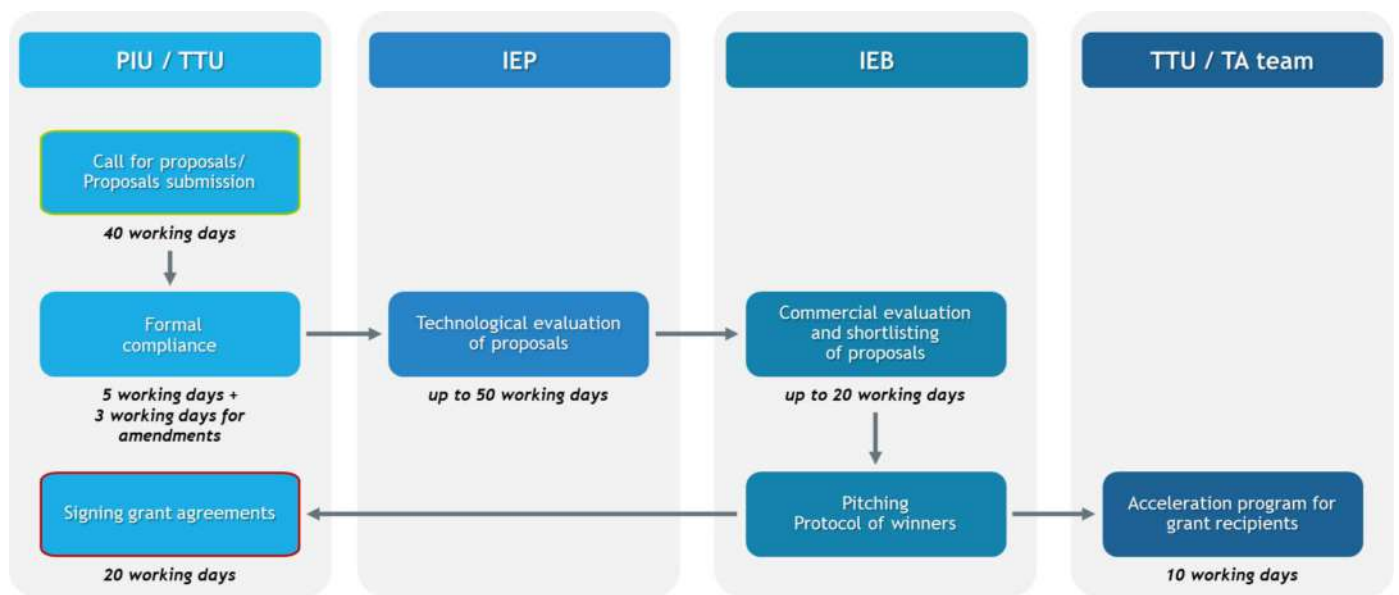 PIU / TTU
Call for proposals/
Proposals submission
40 working days
Formal
compliance
5 working days +
3 working days for
amendments
Signing grant agreements
20 working days
IEP
Technological evaluation
of proposals
up to 50 working days
IEB
Commercial evaluation
and shortlisting
of proposals
up to 20 working days
Pitching
Protocol of winners
TTU / TA team
Acceleration program for
grant recipients
10 working days